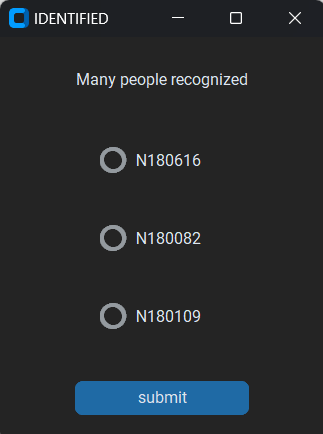 IDENTIFIED
Many people recognized
N180616
N180082
N180109
submit